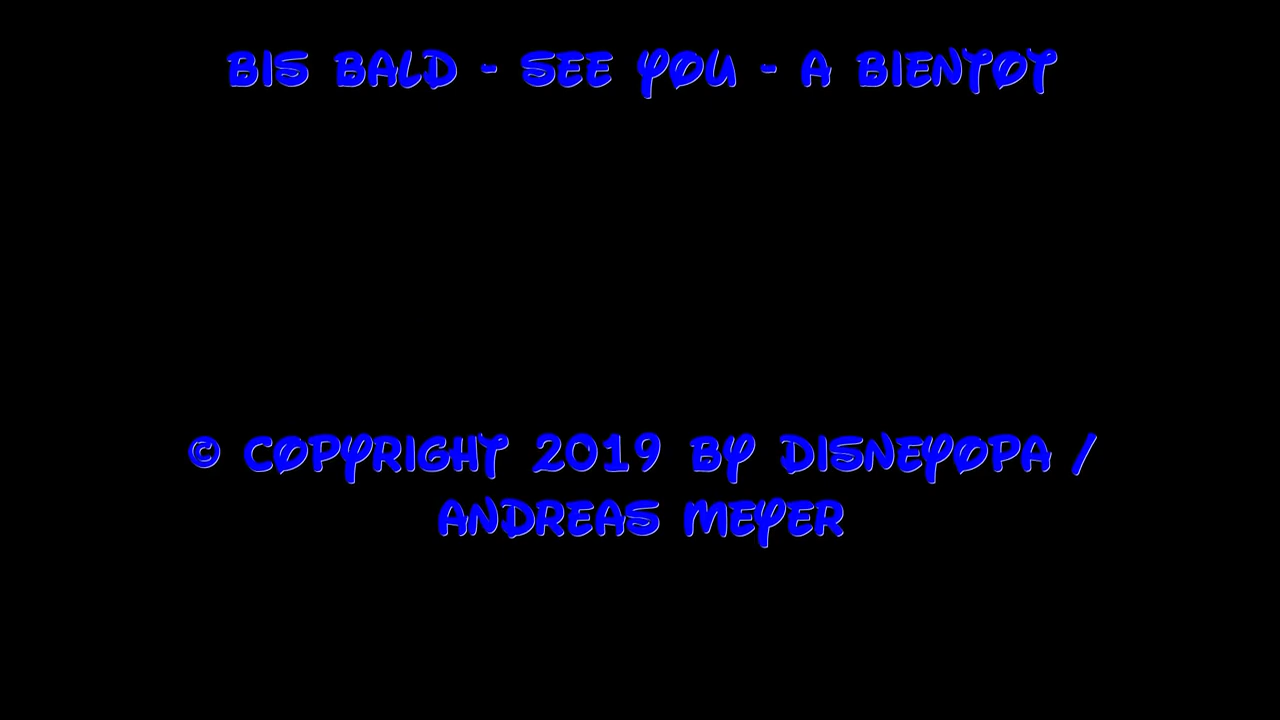 BIS BALD - SEE YOU - A BIENTOT
© COPYRIGHT 2019 BY DISNEYOPA /
ANDREAS MEYER